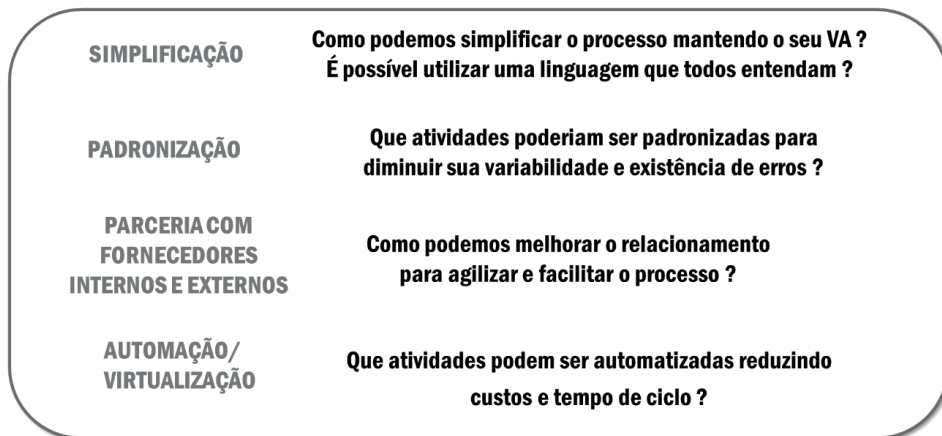 SIMPLIFICAÇÃO
Como podemos simplificar o processo mantendo o seu VA ?
É possível utilizar uma linguagem que todos entendam ?
PADRONIZAÇÃO
Que atividades poderiam ser padronizadas para
diminuir sua variabilidade e existência de erros ?
PARCERIA COM
FORNECEDORES
INTERNOS E EXTERNOS
Como podemos melhorar o relacionamento
para agilizar e facilitar o processo ?
AUTOMAÇÃO/
VIRTUALIZAÇÃO
Que atividades podem ser automatizadas reduzindo
custos e tempo de ciclo ?